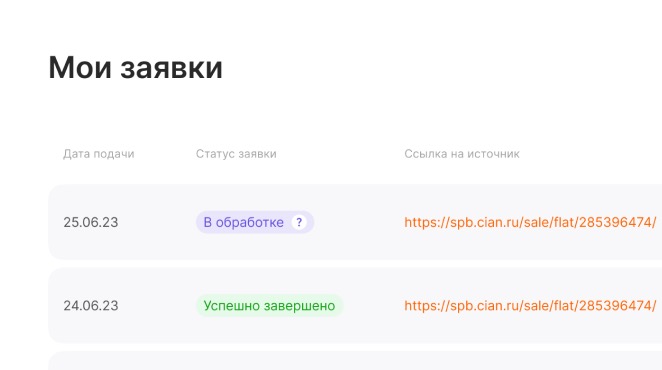 Мои заявки
Дата подачи Статус заявки Ссылка на источник
25.06.23 В обработке ? https://spb.cian.ru/sale/flat/285396474/
24.06.23 Успешно завершено https://spb.cian.ru/sale/flat/285396474/